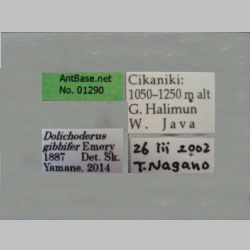 AntBase.net
No. 01290
Cikaniki:
1050–1250 m alt
G. Halimun
W. Java
Dolichoderus
gibbifer Emery
1887 Det. Sk.
Yamane, 2014
26 iii 2002
T. Nagano